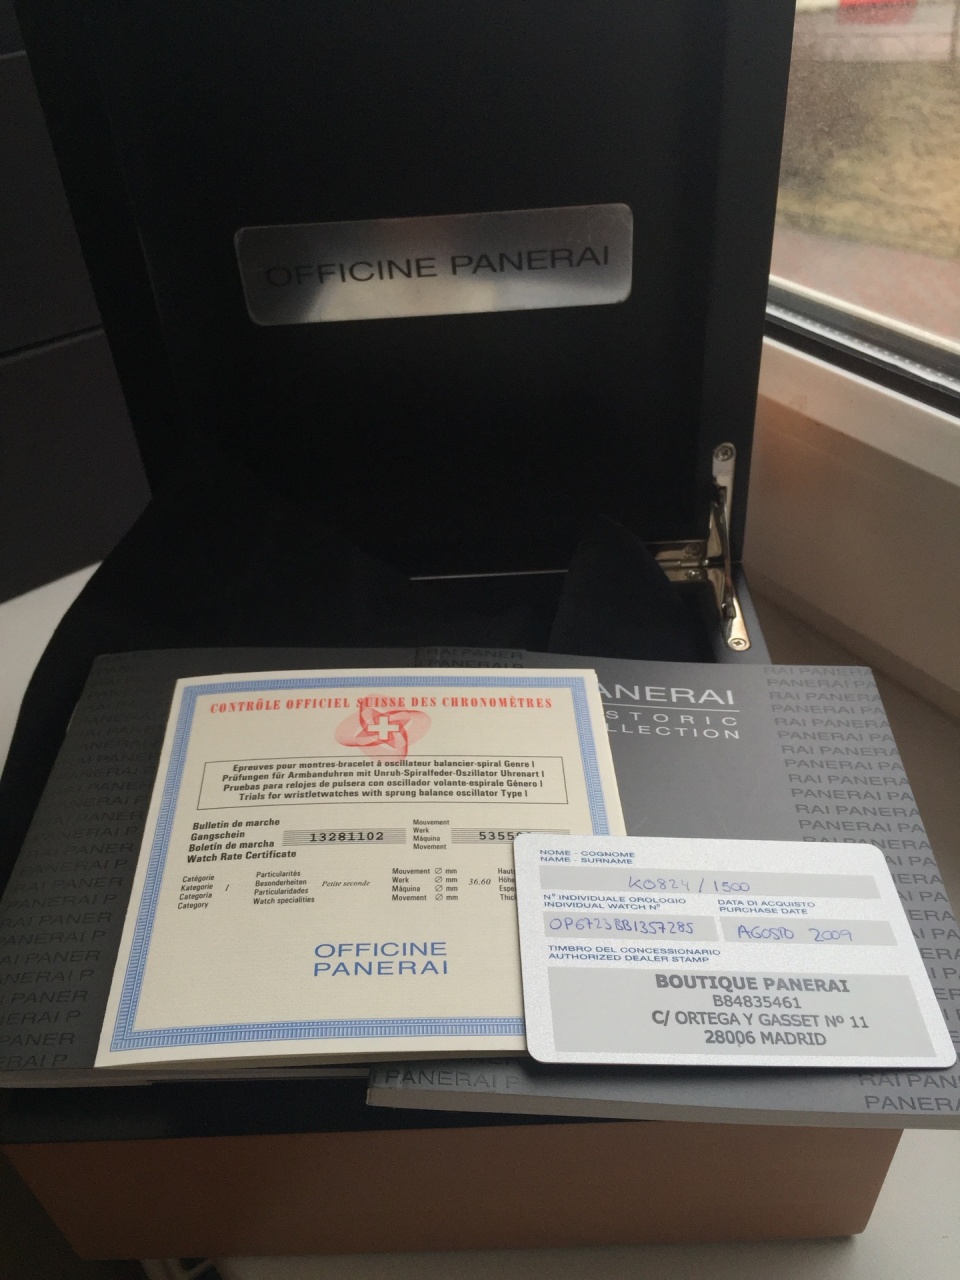 OFFICINE PANERAI
PANERAI
HISTORIC
COLLECTION
CONTRÔLE OFFICIEL SUISSE DES CHRONOMÈTRES
Epreuves pour montres-bracelet à oscillateur balancier-spiral Genre I
Prüfungen für Armbanduhren mit Unruh-Spiralfeder-Oszillator Uhrenart I
Pruebas para relojes de pulsera con oscilador volante-espirale Género I
Trials for wristletwatches with sprung balance oscillator Type I
Bulletin de marche
Gangschein
Boletin de marcha
Watch Rate Certificate
13281102
Mouvement
Werk
Máquina
Movement
5355
Catégorie
Kategorie /
Categoria
Category
Particularités
Besonderheiten
Particularidades
Watch specialities
Petite seconde
Mouvement Ø mm
Werk Ø mm
Máquina Ø mm
Movement Ø mm
36.60
OFFICINE
PANERAI
NOME - COGNOME
NAME - SURNAME
K0824 / 1500
N° INDIVIDUALE OROLOGIO
INDIVIDUAL WATCH N°
DATA DI ACQUISTO
PURCHASE DATE
OP6723 BB1357285
AGOSTO 2009
TIMBRO DEL CONCESSIONARIO
AUTHORIZED DEALER STAMP
BOUTIQUE PANERAI
B84835461
C/ ORTEGA Y GASSET Nº 11
28006 MADRID